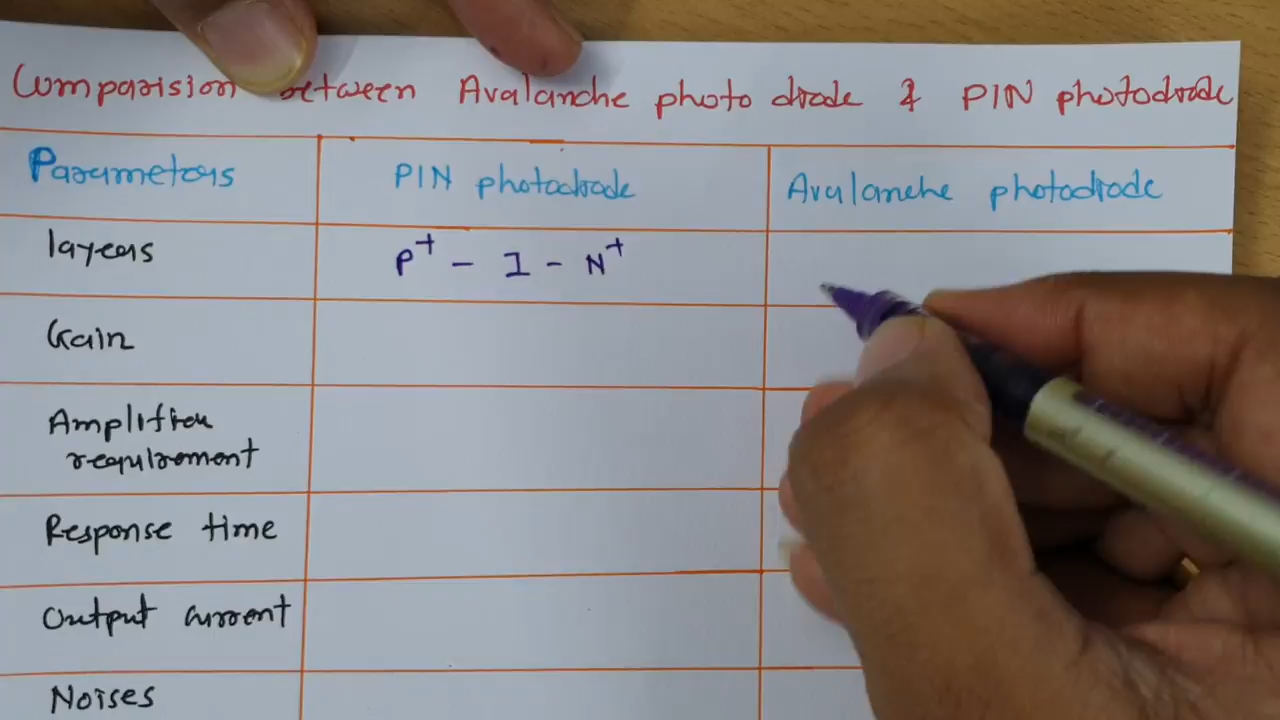 Comparision between Avalanche photo diode & PIN photodiode
Parameters PIN photodiode Avalanche photodiode
layers P+ - I - N+
Gain
Amplifier
requirement
Response time
Output current
Noises